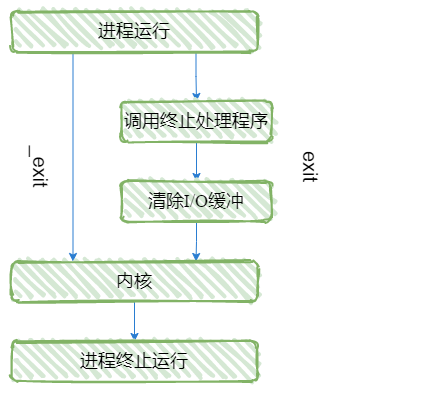 进程运行
调用终止处理程序
_exit
exit
清除I/O缓冲
内核
进程终止运行